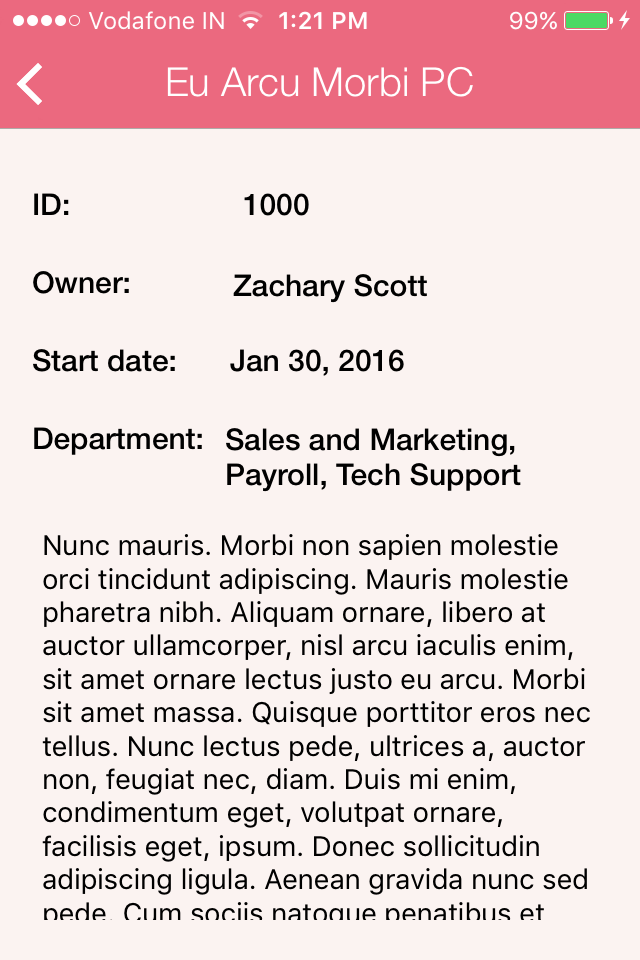 Vodafone IN 1:21 PM 99%
Eu Arcu Morbi PC
ID: 1000
Owner: Zachary Scott
Start date: Jan 30, 2016
Department: Sales and Marketing,
Payroll, Tech Support
Nunc mauris. Morbi non sapien molestie
orci tincidunt adipiscing. Mauris molestie
pharetra nibh. Aliquam ornare, libero at
auctor ullamcorper, nisl arcu iaculis enim,
sit amet ornare lectus justo eu arcu. Morbi
sit amet massa. Quisque porttitor eros nec
tellus. Nunc lectus pede, ultrices a, auctor
non, feugiat nec, diam. Duis mi enim,
condimentum eget, volutpat ornare,
facilisis eget, ipsum. Donec sollicitudin
adipiscing ligula. Aenean gravida nunc sed
pede. Cum sociis natoque penatibus et